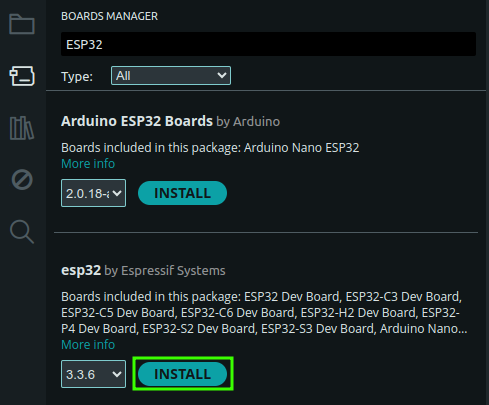 BOARDS MANAGER
ESP32
Type: All
Arduino ESP32 Boards by Arduino
Boards included in this package: Arduino Nano ESP32
More info
2.0.18-a INSTALL
esp32 by Espressif Systems
Boards included in this package: ESP32 Dev Board, ESP32-C3 Dev Board,
ESP32-C5 Dev Board, ESP32-C6 Dev Board, ESP32-H2 Dev Board, ESP32-
P4 Dev Board, ESP32-S2 Dev Board, ESP32-S3 Dev Board, Arduino Nano...
More info
3.3.6 INSTALL